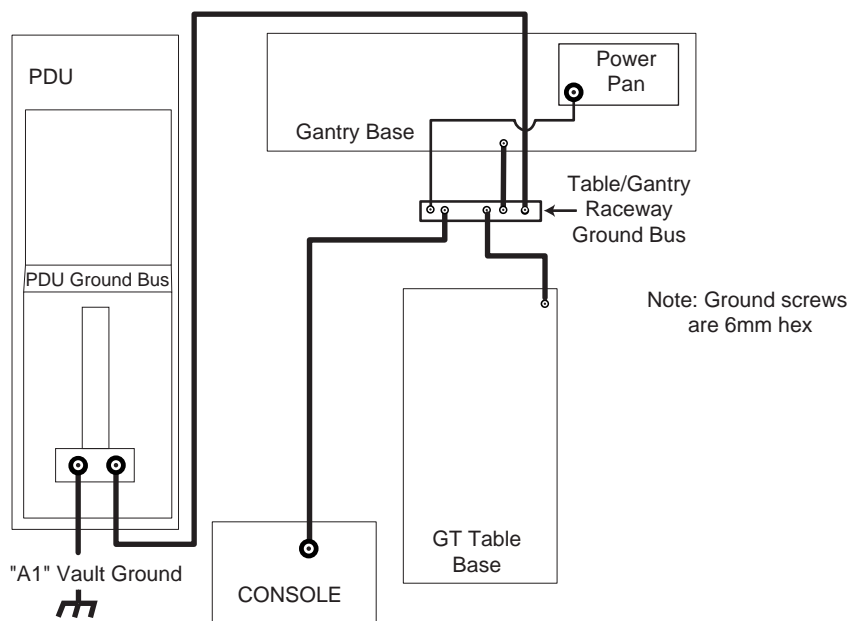 PDU
Power
Pan
Gantry Base
Table/Gantry
Raceway
Ground Bus
PDU Ground Bus
Note: Ground screws
are 6mm hex
GT Table
Base
"A1" Vault Ground
CONSOLE